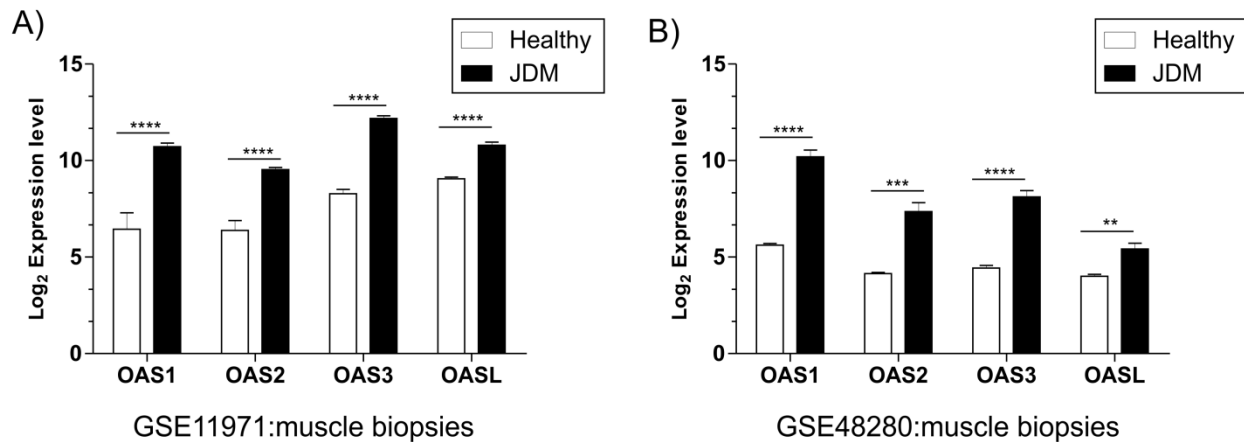 A)
Healthy
JDM
Log₂ Expression level
15
10
5
0
****
****
****
****
OAS1 OAS2 OAS3 OASL
GSE11971:muscle biopsies
B)
Healthy
JDM
Log₂ Expression level
15
10
5
0
****
***
****
**
OAS1 OAS2 OAS3 OASL
GSE48280:muscle biopsies